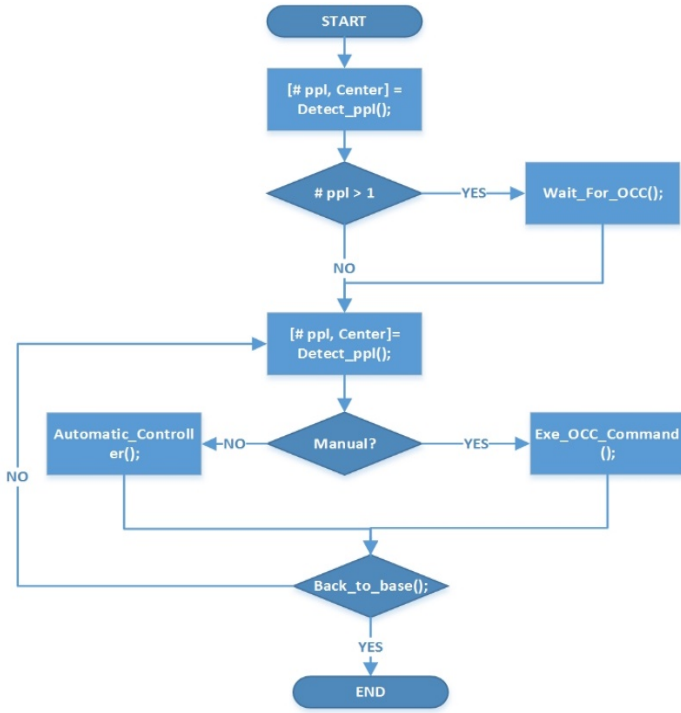 START
[# ppl, Center] =
Detect_ppl();
# ppl > 1
YES
Wait_For_OCC();
NO
[# ppl, Center]=
Detect_ppl();
Automatic_Controll
er();
NO
Manual?
YES
Exe_OCC_Command
();
NO
Back_to_base();
YES
END